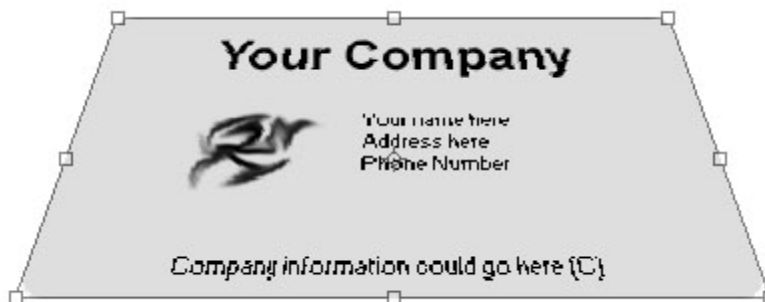 Your Company
Your name here
Address here
Phone Number
Company information could go here (C)